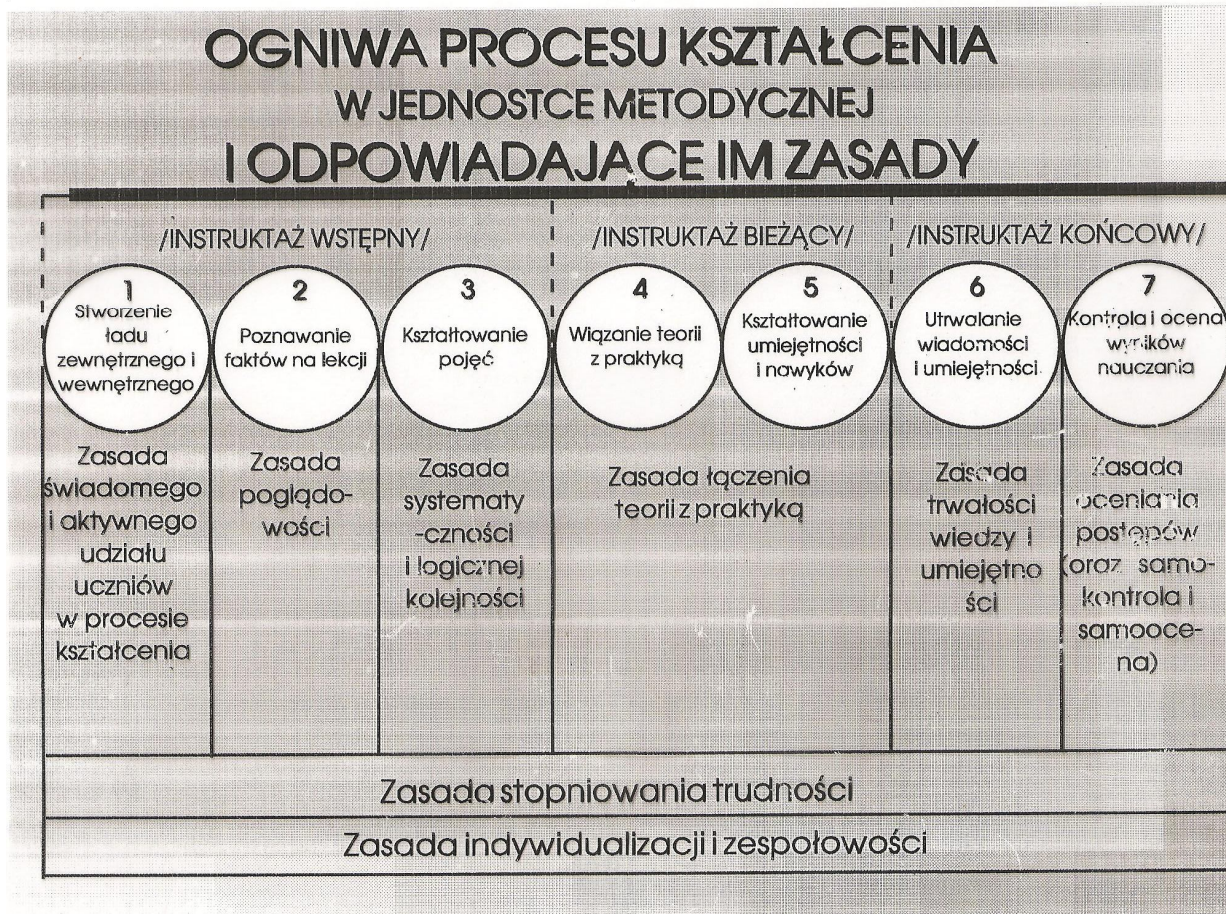 OGNIWA PROCESU KSZTAŁCENIA
W JEDNOSTCE METODYCZNEJ
I ODPOWIADAJĄCE IM ZASADY
/INSTRUKTAŻ WSTĘPNY/
/INSTRUKTAŻ BIEŻĄCY/
/INSTRUKTAŻ KOŃCOWY/
1
Stworzenie
ładu
zewnętrznego i
wewnętrznego
2
Poznawanie
faktów na lekcji
3
Kształtowanie
pojęć
4
Wiązanie teorii
z praktyką
5
Kształtowanie
umiejętności
i nawyków
6
Utrwalanie
wiadomości
i umiejętności
7
Kontrola i ocena
wyników
nauczania
Zasada
świadomego
i aktywnego
udziału
uczniów
w procesie
kształcenia
Zasada
poglądo-
wości
Zasada
systematy
-czności
i logicznej
kolejności
Zasada łączenia
teorii z praktyką
Zasada
trwałości
wiedzy i
umiejętno
ści
Zasada
oceniania
postępów
(oraz samo-
kontrola i
samooce-
na)
Zasada stopniowania trudności
Zasada indywidualizacji i zespołowości